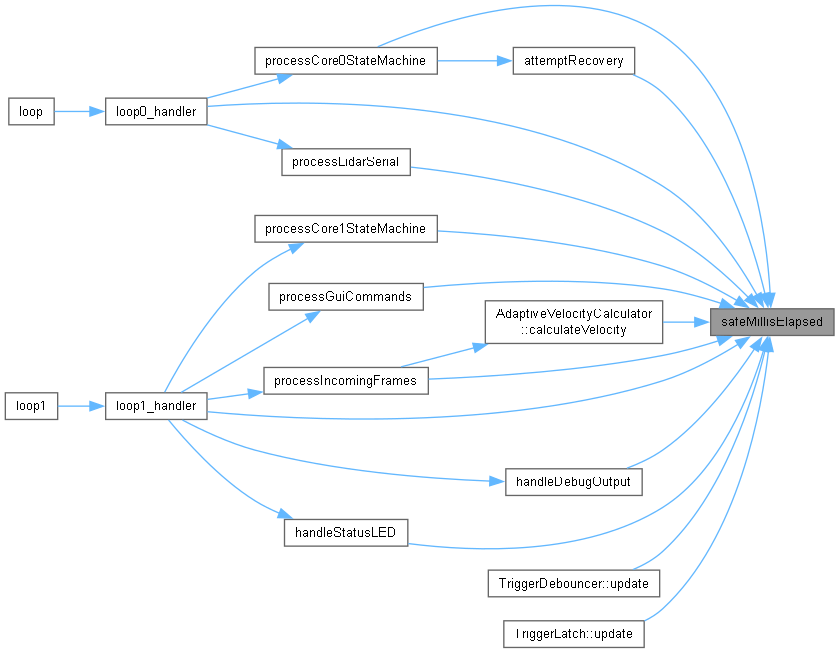 processCore0StateMachine
attemptRecovery
loop
loop0_handler
processLidarSerial
processCore1StateMachine
processGuiCommands
AdaptiveVelocityCalculator
::calculateVelocity
safeMillisElapsed
processIncomingFrames
loop1
loop1_handler
handleDebugOutput
handleStatusLED
TriggerDebouncer::update
TriggerLatch::update